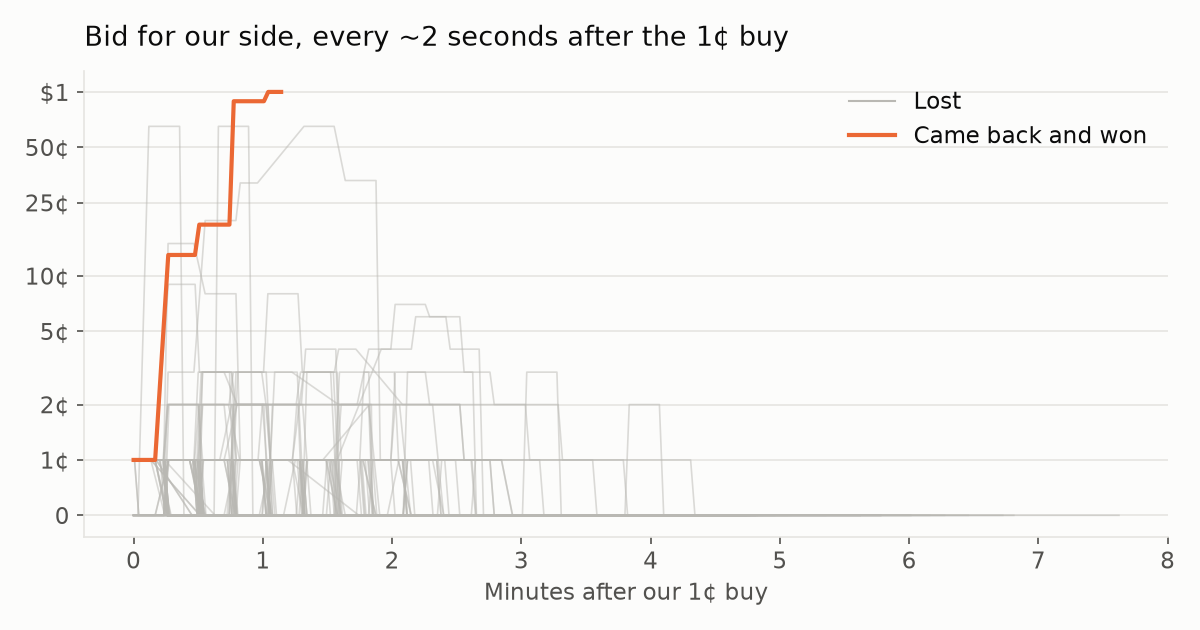 Bid for our side, every ~2 seconds after the 1¢ buy
$1
50¢
25¢
10¢
5¢
2¢
1¢
0
Lost
Came back and won
0 1 2 3 4 5 6 7 8
Minutes after our 1¢ buy